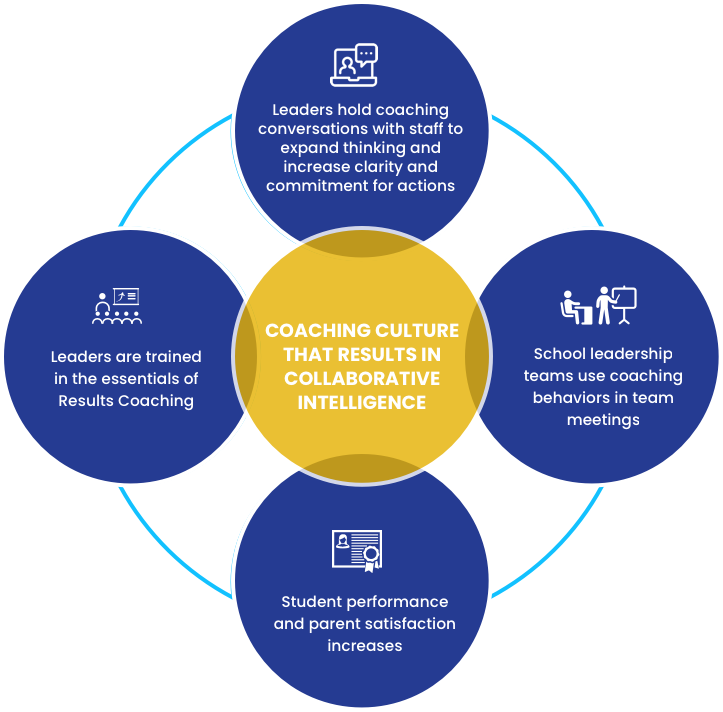 Leaders hold coaching
conversations with staff to
expand thinking and
increase clarity and
commitment for actions
Leaders are trained
in the essentials of
Results Coaching
COACHING CULTURE
THAT RESULTS IN
COLLABORATIVE
INTELLIGENCE
School leadership
teams use coaching
behaviors in team
meetings
Student performance
and parent satisfaction
increases